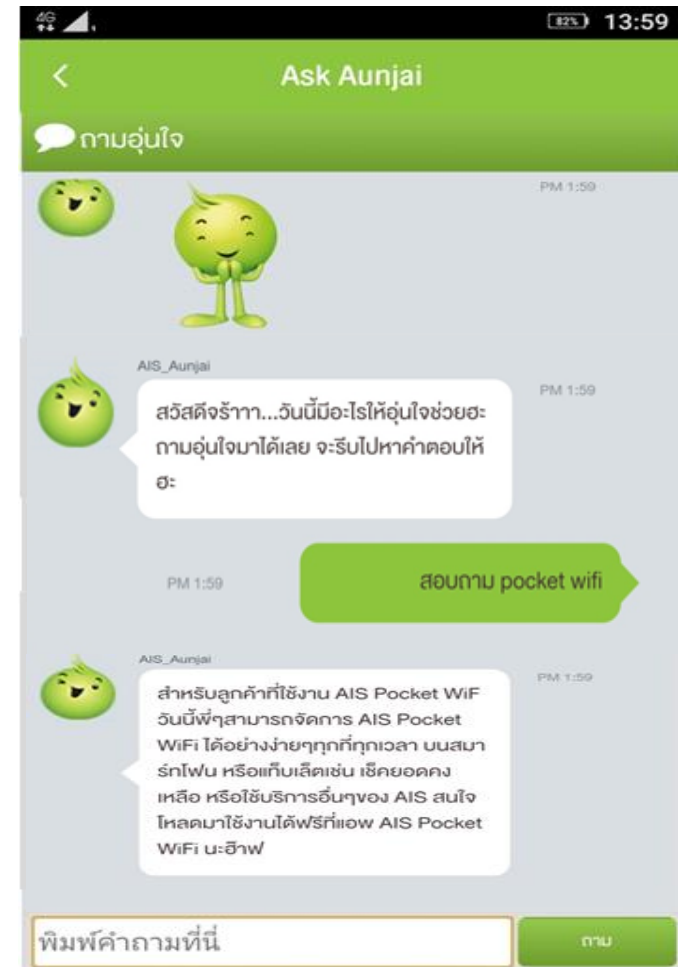 4G
82%
13:59
Ask Aunjai
ถามอุ่นใจ
PM 1:59
AIS_Aunjai
PM 1:59
สวัสดีจร้าาา...วันนี้มีอะไรให้อุ่นใจช่วยฮะ
ถามอุ่นใจมาได้เลย จะรีบไปหาคำตอบให้
ฮะ
PM 1:59
สอบถาม pocket wifi
AIS_Aunjai
PM 1:59
สำหรับลูกค้าที่ใช้งาน AIS Pocket WiF
วันนี้พี่ๆสามารถจัดการ AIS Pocket
WiFi ได้อย่างง่ายๆทุกที่ทุกเวลา บนสมา
ร์ทโฟน หรือแท็บเล็ตเช่น เช็คยอดคง
เหลือ หรือใช้บริการอื่นๆของ AIS สนใจ
โหลดมาใช้งานได้ฟรีที่แอพ AIS Pocket
WiFi นะฮ๊าฟ
พิมพ์คำถามที่นี่
ถาม